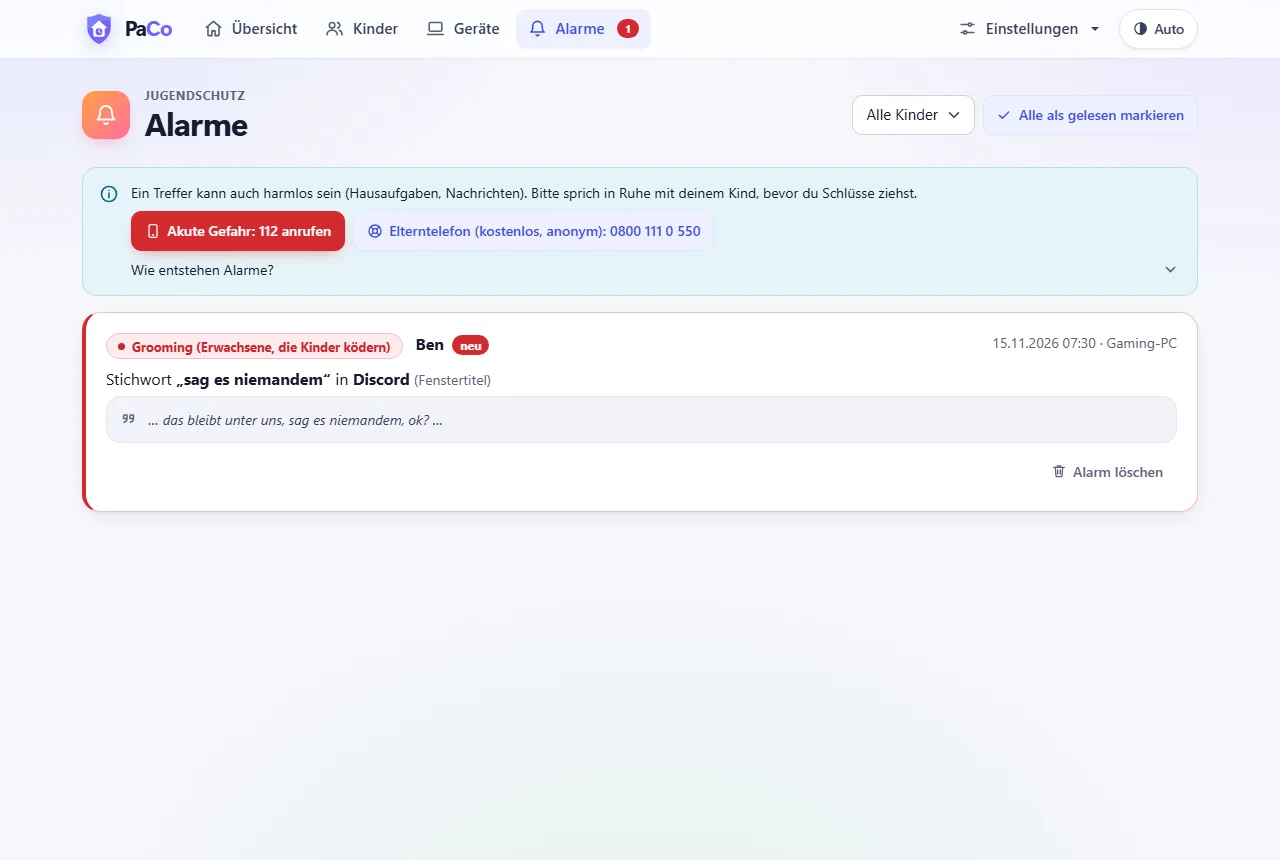 PaCo Übersicht Kinder Geräte Alarme 1 Einstellungen Auto
JUGENDSCHUTZ
Alarme
Alle Kinder Alle als gelesen markieren
Ein Treffer kann auch harmlos sein (Hausaufgaben, Nachrichten). Bitte sprich in Ruhe mit deinem Kind, bevor du Schlüsse ziehst.
Akute Gefahr: 112 anrufen Elterntelefon (kostenlos, anonym): 0800 111 0 550
Wie entstehen Alarme?
Grooming (Erwachsene, die Kinder ködern) Ben neu 15.11.2026 07:30 · Gaming-PC
Stichwort „sag es niemandem“ in Discord (Fenstertitel)
… das bleibt unter uns, sag es niemandem, ok? …
Alarm löschen